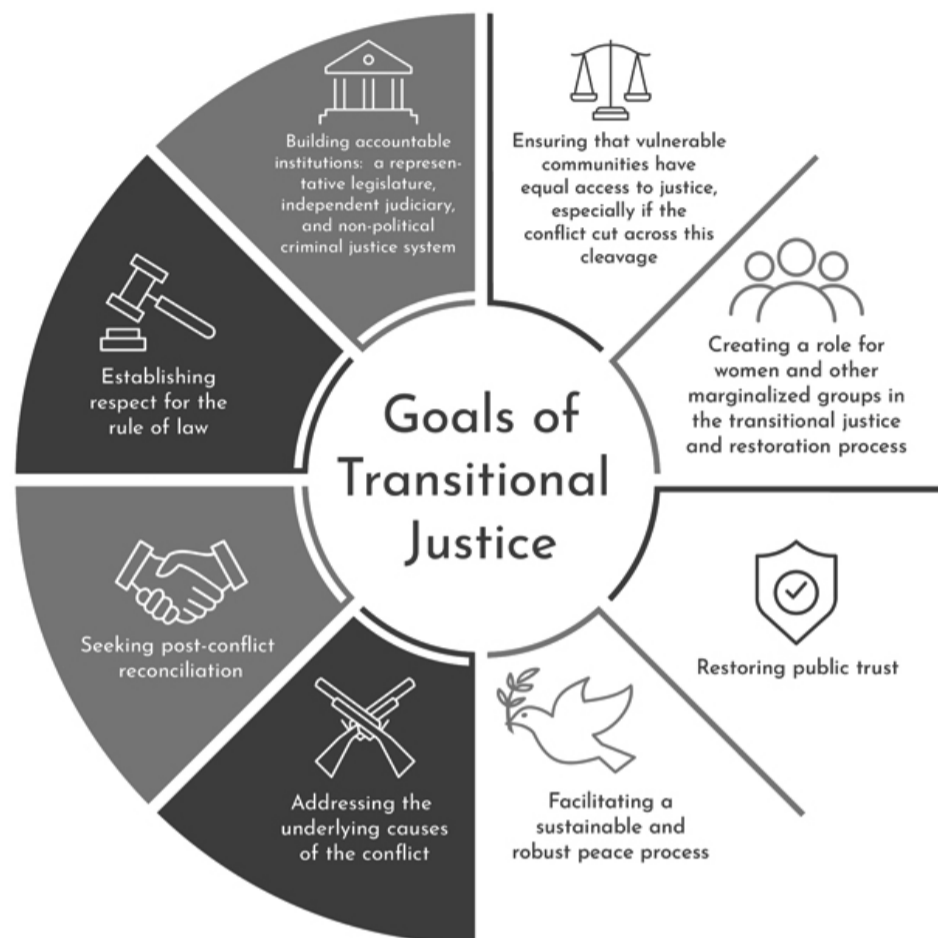 Goals of
Transitional
Justice
Building accountable
institutions: a represen-
tative legislature,
independent judiciary,
and non-political
criminal justice system
Ensuring that vulnerable
communities have
equal access to justice,
especially if the
conflict cut across this
cleavage
Creating a role for
women and other
marginalized groups in
the transitional justice
and restoration process
Restoring public trust
Facilitating a
sustainable and
robust peace process
Addressing the
underlying causes
of the conflict
Seeking post-conflict
reconciliation
Establishing
respect for the
rule of law